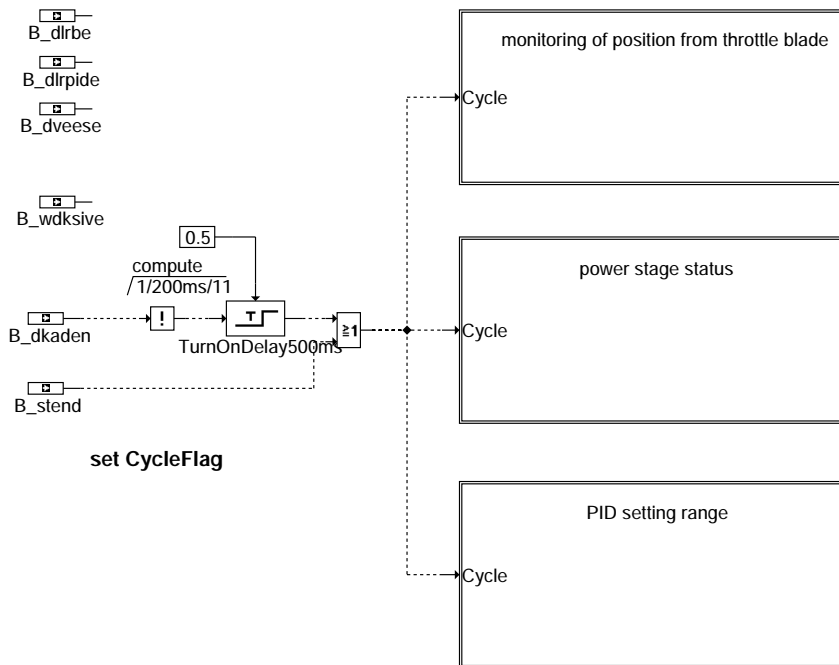 B_dlrbe
B_dlrpide
B_dveese
B_wdksive
0.5
compute
/1/200ms/11
!
T
TurnOnDelay500ms
≥1
B_dkaden
B_stend
set CycleFlag
monitoring of position from throttle blade
Cycle
power stage status
Cycle
PID setting range
Cycle